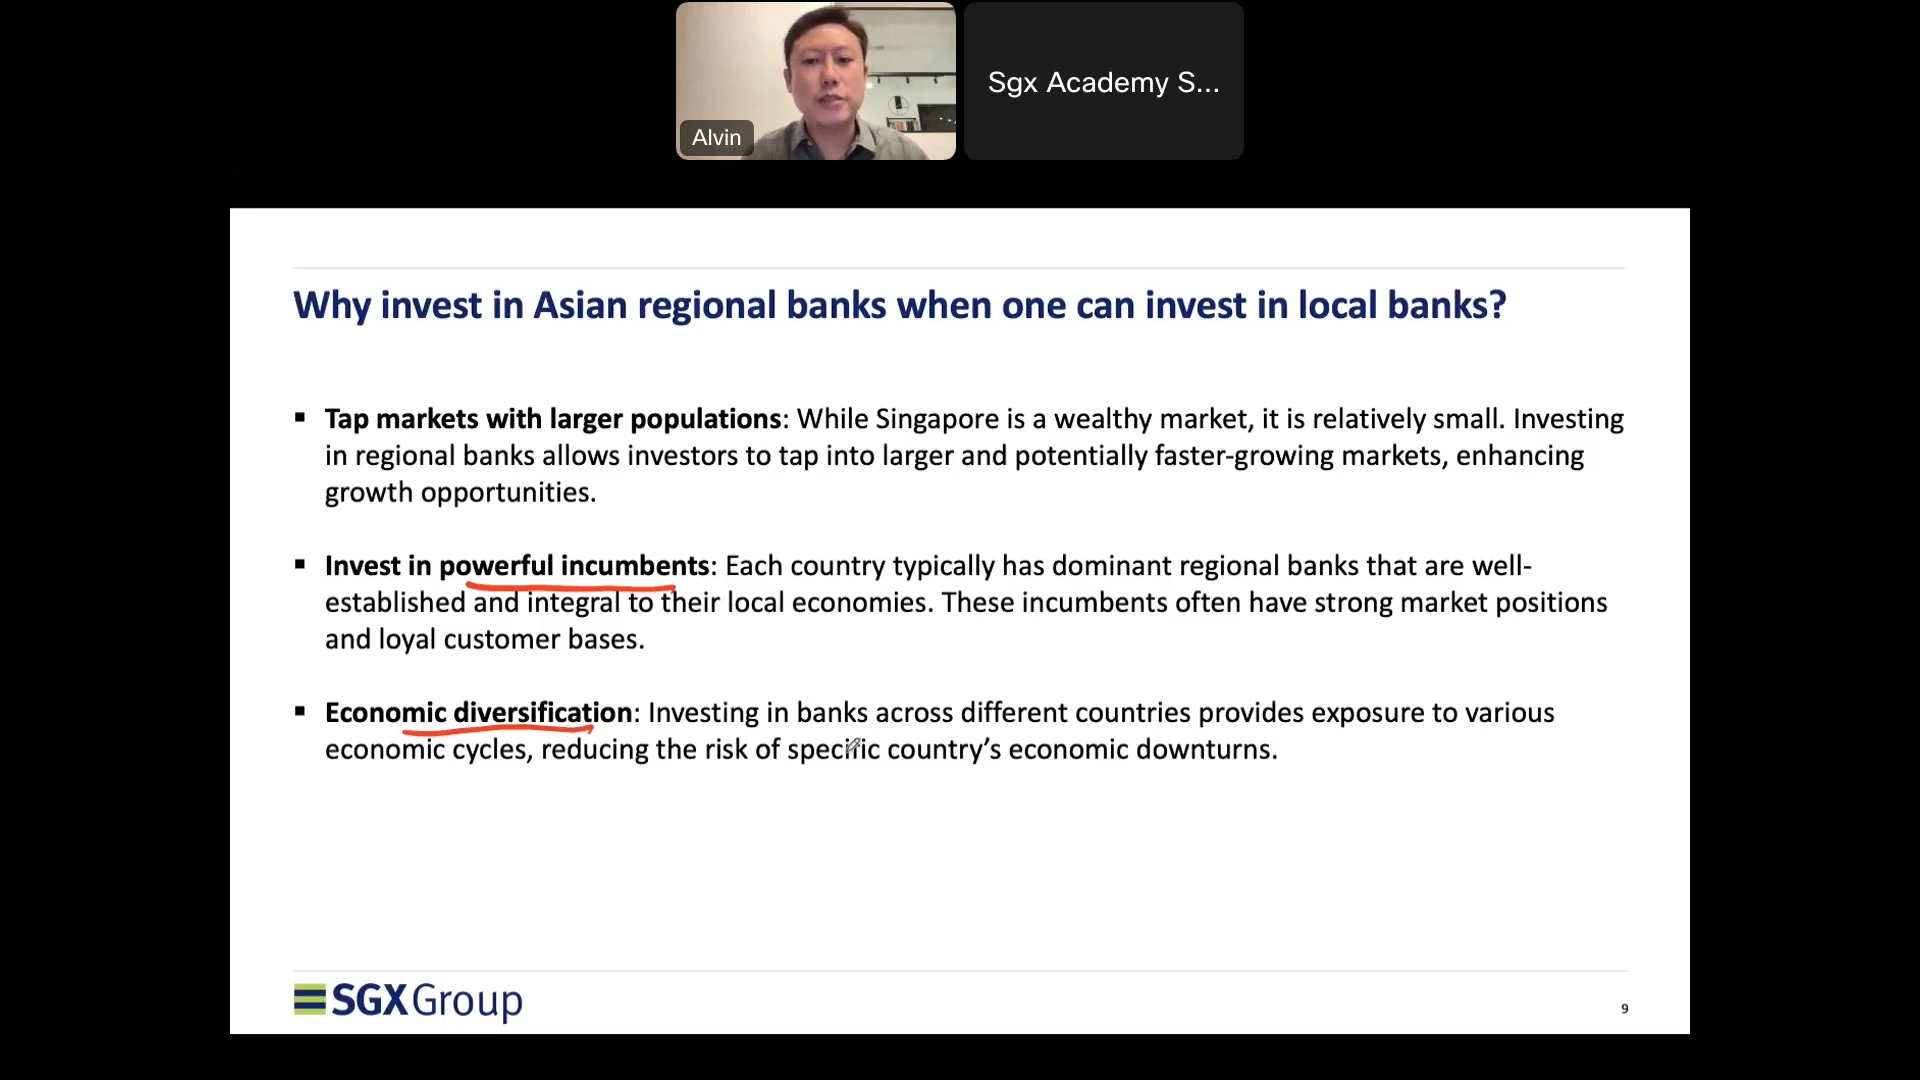 Alvin
Sgx Academy S...
Why invest in Asian regional banks when one can invest in local banks?
▪ Tap markets with larger populations: While Singapore is a wealthy market, it is relatively small. Investing
in regional banks allows investors to tap into larger and potentially faster-growing markets, enhancing
growth opportunities.
▪ Invest in powerful incumbents: Each country typically has dominant regional banks that are well-
established and integral to their local economies. These incumbents often have strong market positions
and loyal customer bases.
▪ Economic diversification: Investing in banks across different countries provides exposure to various
economic cycles, reducing the risk of specific country’s economic downturns.
SGX Group
9